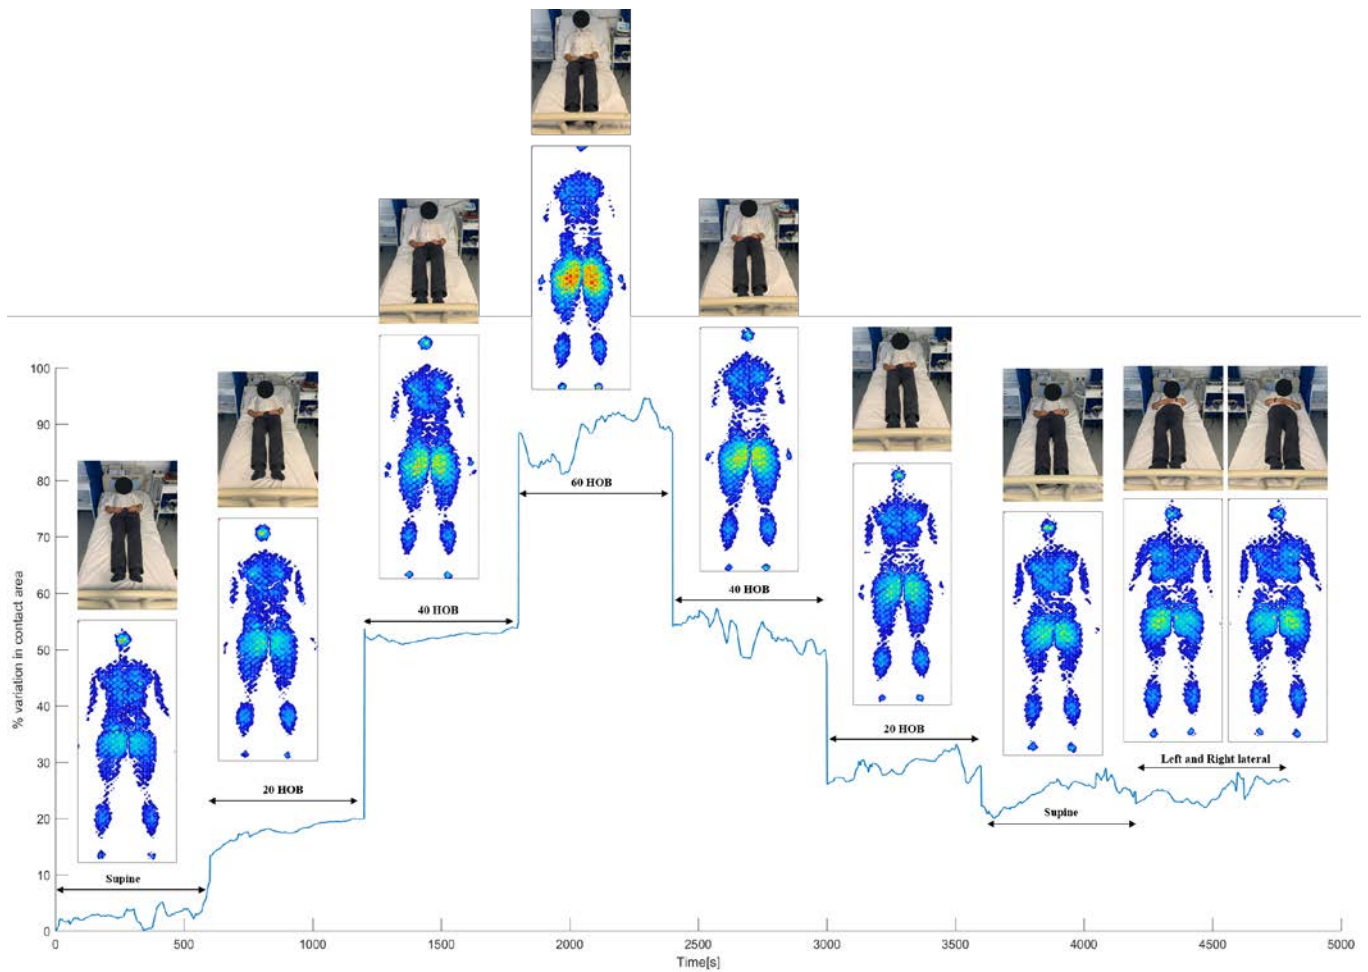 100
90
80
70
60
50
40
30
20
10
0
% variation in contact area
Supine
20 HOB
40 HOB
60 HOB
40 HOB
20 HOB
Supine
Left and Right lateral
0
500
1000
1500
2000
2500
3000
3500
4000
4500
5000
Time[s]